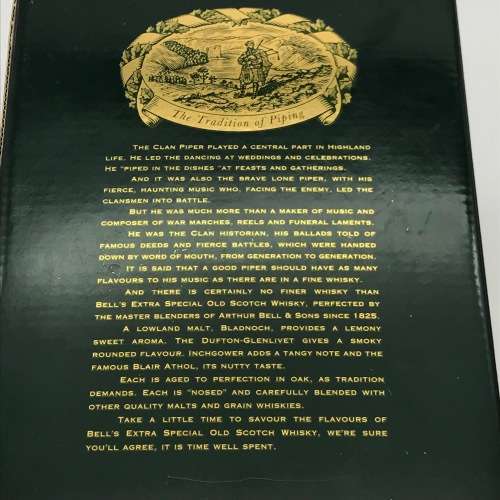 The Tradition of Piping
THE CLAN PIPER PLAYED A CENTRAL PART IN HIGHLAND
LIFE. HE LED THE DANCING AT WEDDINGS AND CELEBRATIONS.
HE "PIPED IN THE DISHES "AT FEASTS AND GATHERINGS.
AND IT WAS ALSO THE BRAVE LONE PIPER, WITH HIS
FIERCE, HAUNTING MUSIC WHO, FACING THE ENEMY, LED THE
CLANSMEN INTO BATTLE.
BUT HE WAS MUCH MORE THAN A MAKER OF MUSIC AND
COMPOSER OF WAR MARCHES, REELS AND FUNERAL LAMENTS.
HE WAS THE CLAN HISTORIAN, HIS BALLADS TOLD OF
FAMOUS DEEDS AND FIERCE BATTLES, WHICH WERE HANDED
DOWN BY WORD OF MOUTH, FROM GENERATION TO GENERATION.
IT IS SAID THAT A GOOD PIPER SHOULD HAVE AS MANY
FLAVOURS TO HIS MUSIC AS THERE ARE IN A FINE WHISKY.
AND THERE IS CERTAINLY NO FINER WHISKY THAN
BELL'S EXTRA SPECIAL OLD SCOTCH WHISKY, PERFECTED BY
THE MASTER BLENDERS OF ARTHUR BELL & SONS SINCE 1825.
A LOWLAND MALT, BLADNOCH, PROVIDES A LEMONY
SWEET AROMA. THE DUFTON-GLENLIVET GIVES A SMOKY
ROUNDED FLAVOUR. INCHGOWER ADDS A TANGY NOTE AND THE
FAMOUS BLAIR ATHOL, ITS NUTTY TASTE.
EACH IS AGED TO PERFECTION IN OAK, AS TRADITION
DEMANDS. EACH IS "NOSED" AND CAREFULLY BLENDED WITH
OTHER QUALITY MALTS AND GRAIN WHISKIES.
TAKE A LITTLE TIME TO SAVOUR THE FLAVOURS OF
BELL'S EXTRA SPECIAL OLD SCOTCH WHISKY, WE'RE SURE
YOU'LL AGREE, IT IS TIME WELL SPENT.